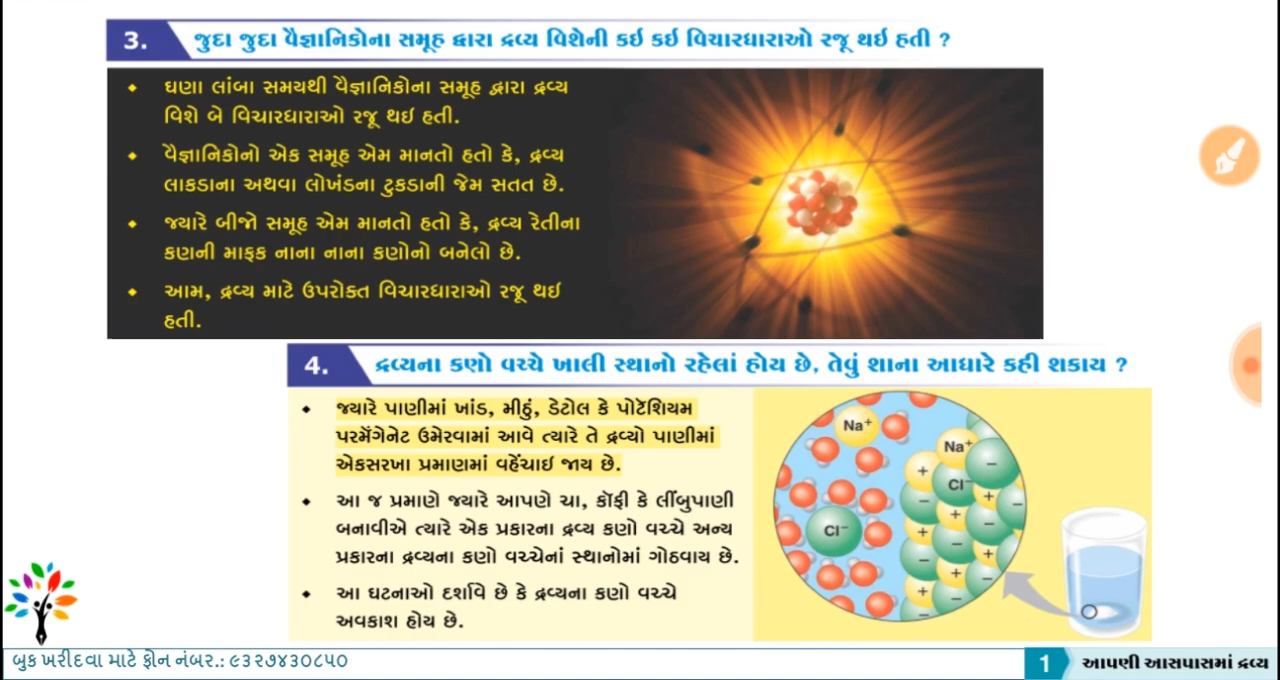 3. જુદા જુદા વૈજ્ઞાનિકોના સમૂહ દ્વારા દ્રવ્ય વિશેની કઇ કઇ વિચારધારાઓ રજૂ થઇ હતી ?
◆ ઘણા લાંબા સમયથી વૈજ્ઞાનિકોના સમૂહ દ્વારા દ્રવ્ય
વિશે બે વિચારધારાઓ રજૂ થઇ હતી.
◆ વૈજ્ઞાનિકોનો એક સમૂહ એમ માનતો હતો કે, દ્રવ્ય
લાકડાના અથવા લોખંડના ટુકડાની જેમ સતત છે.
◆ જ્યારે બીજો સમૂહ એમ માનતો હતો કે, દ્રવ્ય રેતીના
કણની માફક નાના નાના કણોનો બનેલો છે.
◆ આમ, દ્રવ્ય માટે ઉપરોક્ત વિચારધારાઓ રજૂ થઇ
હતી.
4. દ્રવ્યના કણો વચ્ચે ખાલી સ્થાનો રહેલાં હોય છે, તેવું શાના આધારે કહી શકાય ?
◆ જ્યારે પાણીમાં ખાંડ, મીઠું, ડેટોલ કે પોટેશિયમ
પરમેંગેનેટ ઉમેરવામાં આવે ત્યારે તે દ્રવ્યો પાણીમાં
એકસરખા પ્રમાણમાં વહેંચાઈ જાય છે.
◆ આ જ પ્રમાણે જ્યારે આપણે ચા, કૉફી કે લીંબુપાણી
બનાવીએ ત્યારે એક પ્રકારના દ્રવ્ય કણો વચ્ચે અન્ય
પ્રકારના દ્રવ્યના કણો વચ્ચેનાં સ્થાનોમાં ગોઠવાય છે.
◆ આ ઘટનાઓ દર્શાવે છે કે દ્રવ્યના કણો વચ્ચે
અવકાશ હોય છે.
Na⁺
Na⁺
Cl⁻
Cl⁻
બુક ખરીદવા માટે ફોન નંબર.: ૯૩૨૭૪૩૦૮૫૦
1 આપણી આસપાસમાં દ્રવ્ય